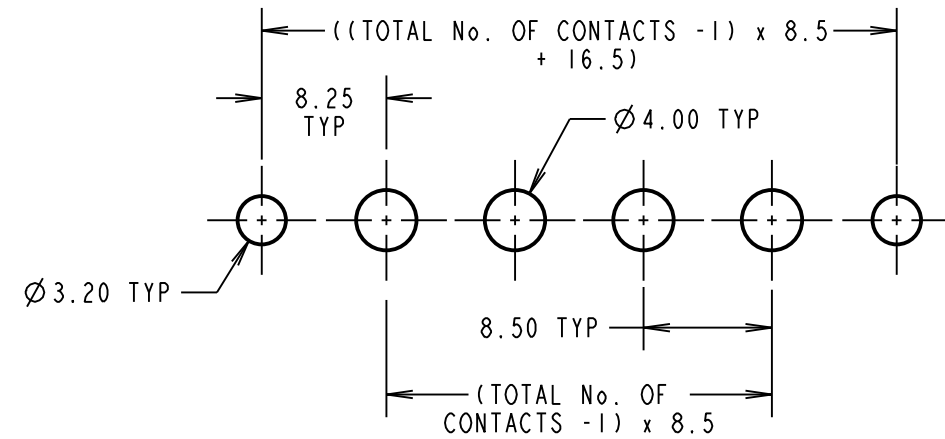 ((TOTAL No. OF CONTACTS -1) x 8.5
+ 16.5)
8.25
TYP
Ø4.00 TYP
Ø3.20 TYP
8.50 TYP
(TOTAL No. OF
CONTACTS -1) x 8.5